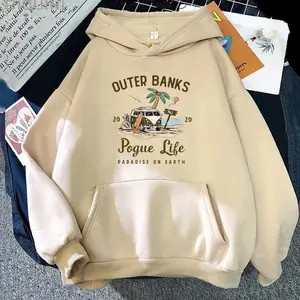 OUTER BANKS
20 20
Pogue Life
PARADISE ON EARTH